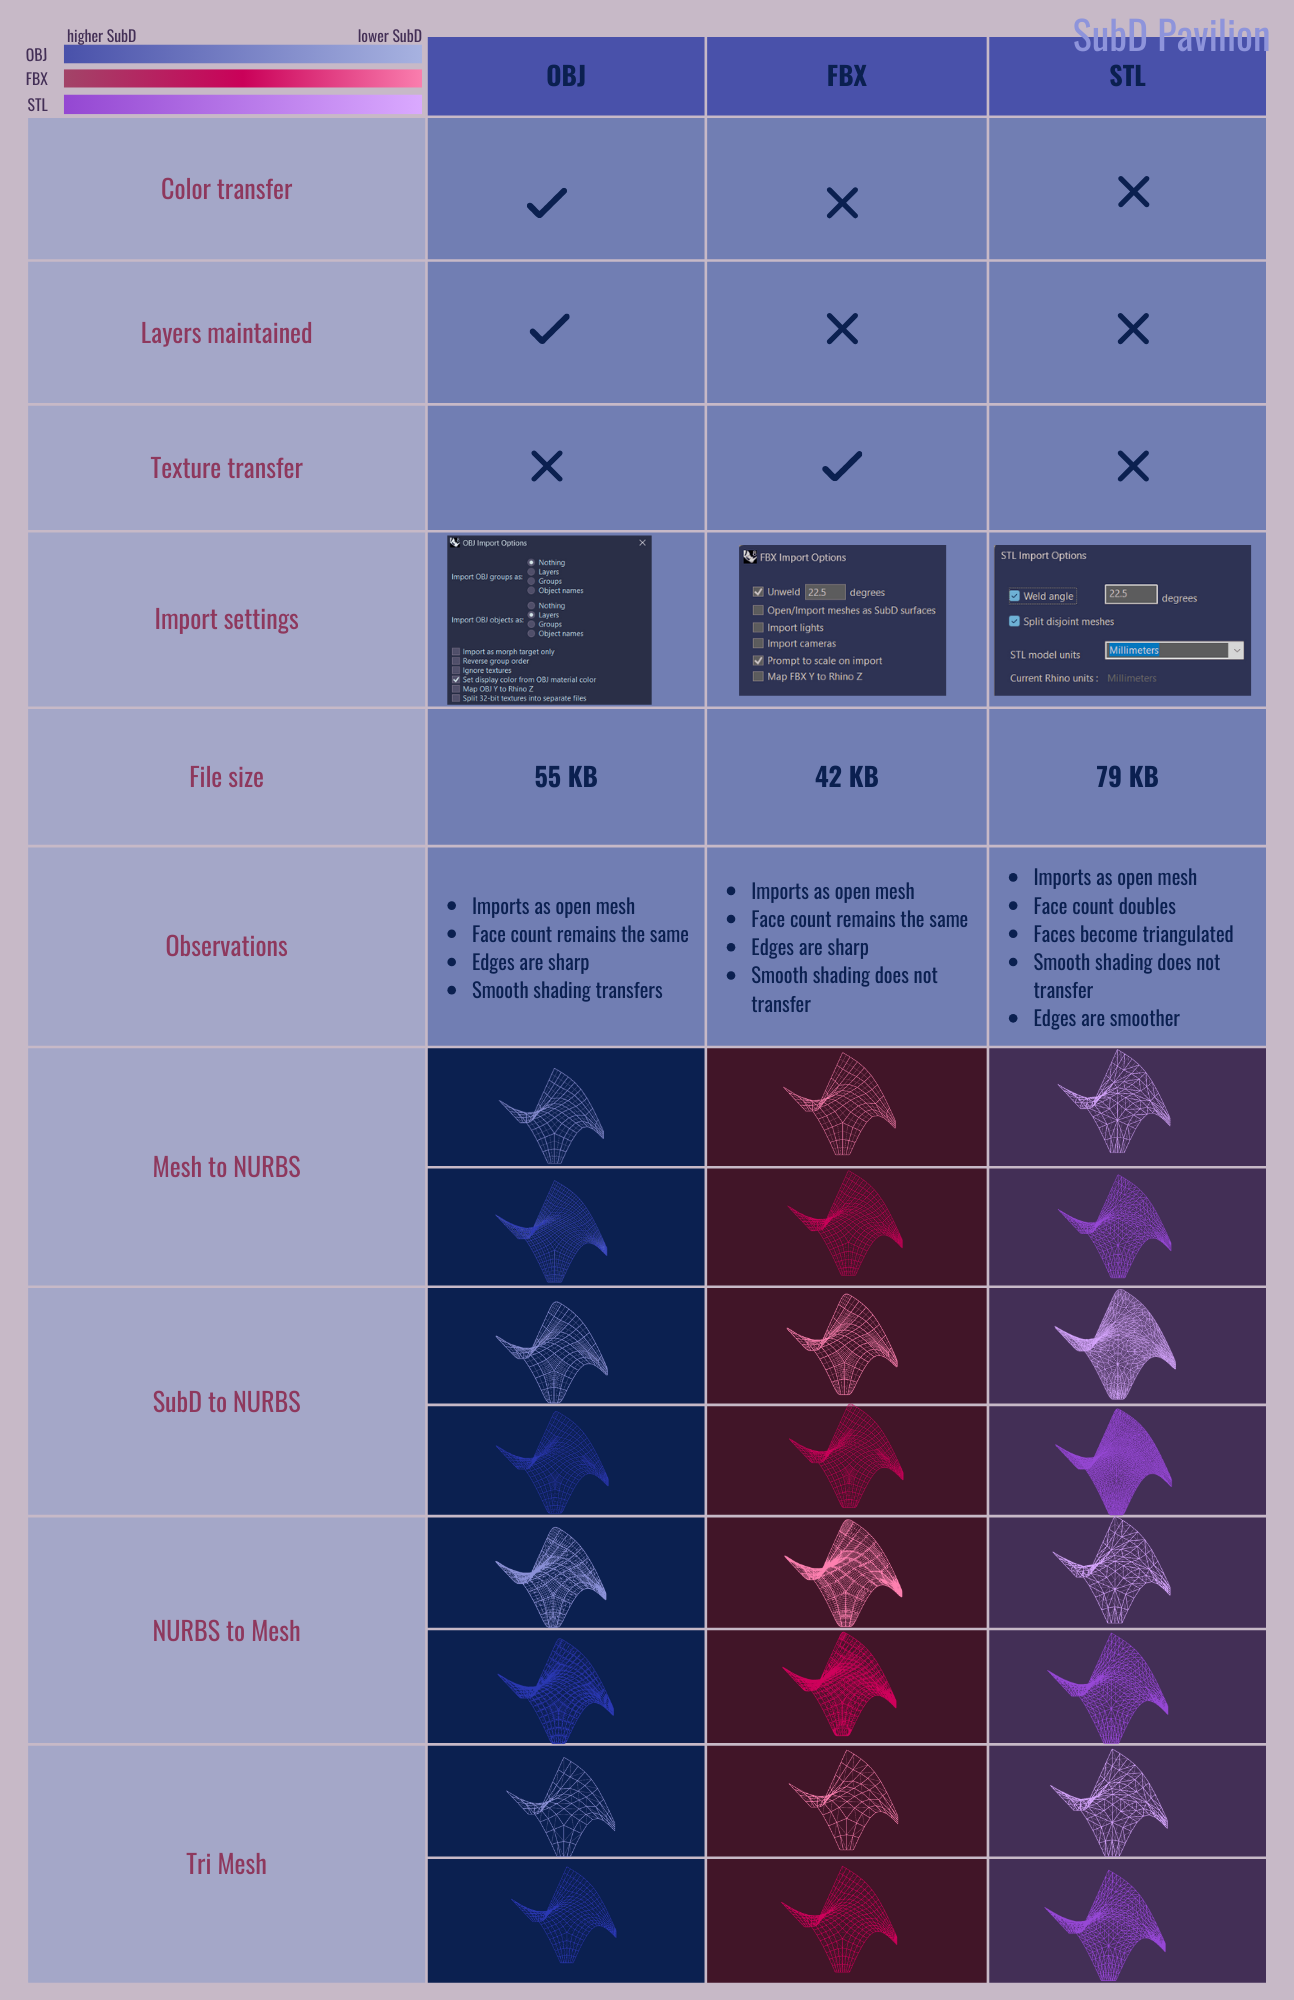 SubD Pavilion
higher SubD
lower SubD
OBJ
FBX
STL
OBJ
FBX
STL
Color transfer
Layers maintained
Texture transfer
Import settings
OBJ Import Options
Import OBJ groups as:
Nothing
Layers
Groups
Object names
Import OBJ objects as:
Nothing
Layers
Groups
Object names
Import as morph target only
Reverse group order
Ignore textures
Set display color from OBJ material color
Map OBJ Y to Rhino Z
Split 32-bit textures into separate files
FBX Import Options
Unweld 22.5 degrees
Open/Import meshes as SubD surfaces
Import lights
Import cameras
Prompt to scale on import
Map FBX Y to Rhino Z
STL Import Options
Weld angle 22.5 degrees
Split disjoint meshes
STL model units Millimeters
Current Rhino units : Millimeters
File size
55 KB
42 KB
79 KB
Observations
• Imports as open mesh
• Face count remains the same
• Edges are sharp
• Smooth shading transfers
• Imports as open mesh
• Face count remains the same
• Edges are sharp
• Smooth shading does not
transfer
• Imports as open mesh
• Face count doubles
• Faces become triangulated
• Smooth shading does not
transfer
• Edges are smoother
Mesh to NURBS
SubD to NURBS
NURBS to Mesh
Tri Mesh